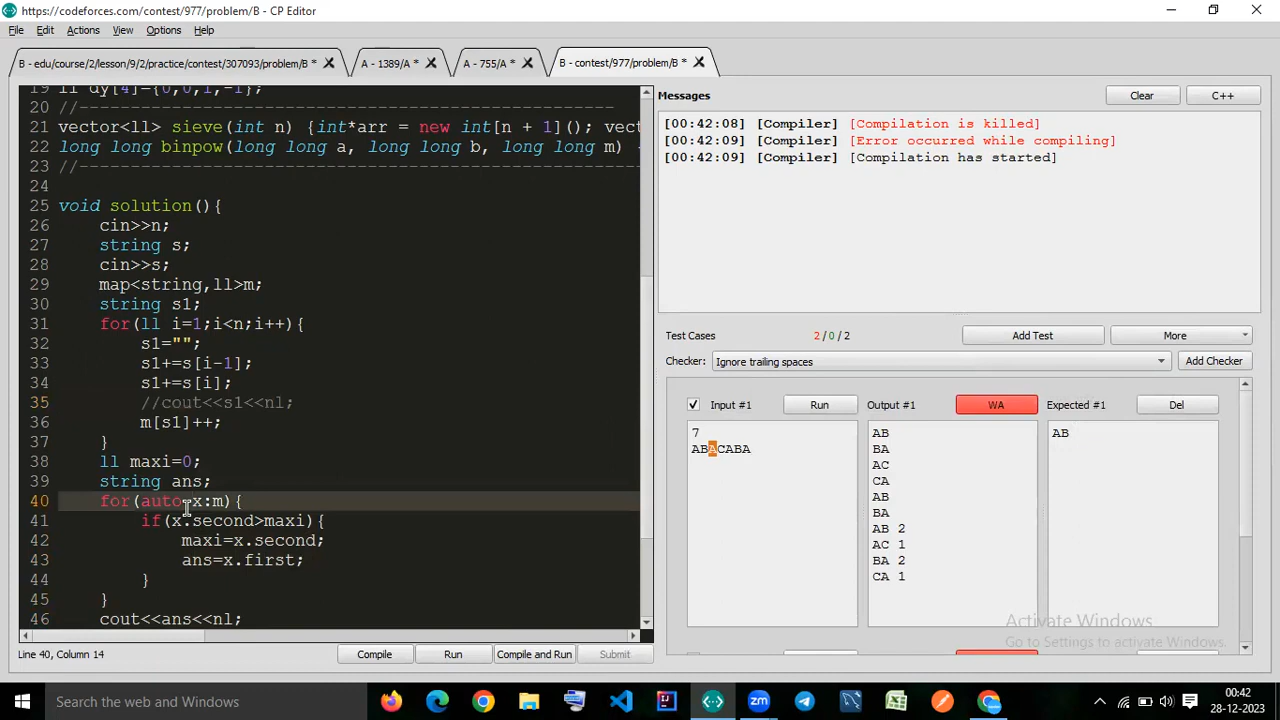 https://codeforces.com/contest/977/problem/B - CP Editor
File Edit Actions View Options Help
B - edu/course/2/lesson/9/2/practice/contest/307093/problem/B *
A - 1389/A *
A - 755/A *
B - contest/977/problem/B *
19 ll dy[4]={0,0,1,-1};
20 //---------------------------------------------------
21 vector<ll> sieve(int n) {int*arr = new int[n + 1](); vect
22 long long binpow(long long a, long long b, long long m)
23 //---------------------------------------------------
24
25 void solution(){
26 cin>>n;
27 string s;
28 cin>>s;
29 map<string,ll>m;
30 string s1;
31 for(ll i=1;i<n;i++){
32 s1="";
33 s1+=s[i-1];
34 s1+=s[i];
35 //cout<<s1<<nl;
36 m[s1]++;
37 }
38 ll maxi=0;
39 string ans;
40 for(auto x:m){
41 if(x.second>maxi){
42 maxi=x.second;
43 ans=x.first;
44 }
45 }
46 cout<<ans<<nl;
Line 40, Column 14
Compile
Run
Compile and Run
Submit
Messages
Clear
C++
[00:42:08] [Compiler] [Compilation is killed]
[00:42:09] [Compiler] [Error occurred while compiling]
[00:42:09] [Compiler] [Compilation has started]
Test Cases
2 / 0 / 2
Add Test
More
Checker:
Ignore trailing spaces
Add Checker
Input #1
Run
Output #1
WA
Expected #1
Del
7
ABACABA
AB
BA
AC
CA
AB
BA
AB 2
AC 1
BA 2
CA 1
AB
Activate Windows
Go to Settings to activate Windows.
Search the web and Windows
00:42
28-12-2023